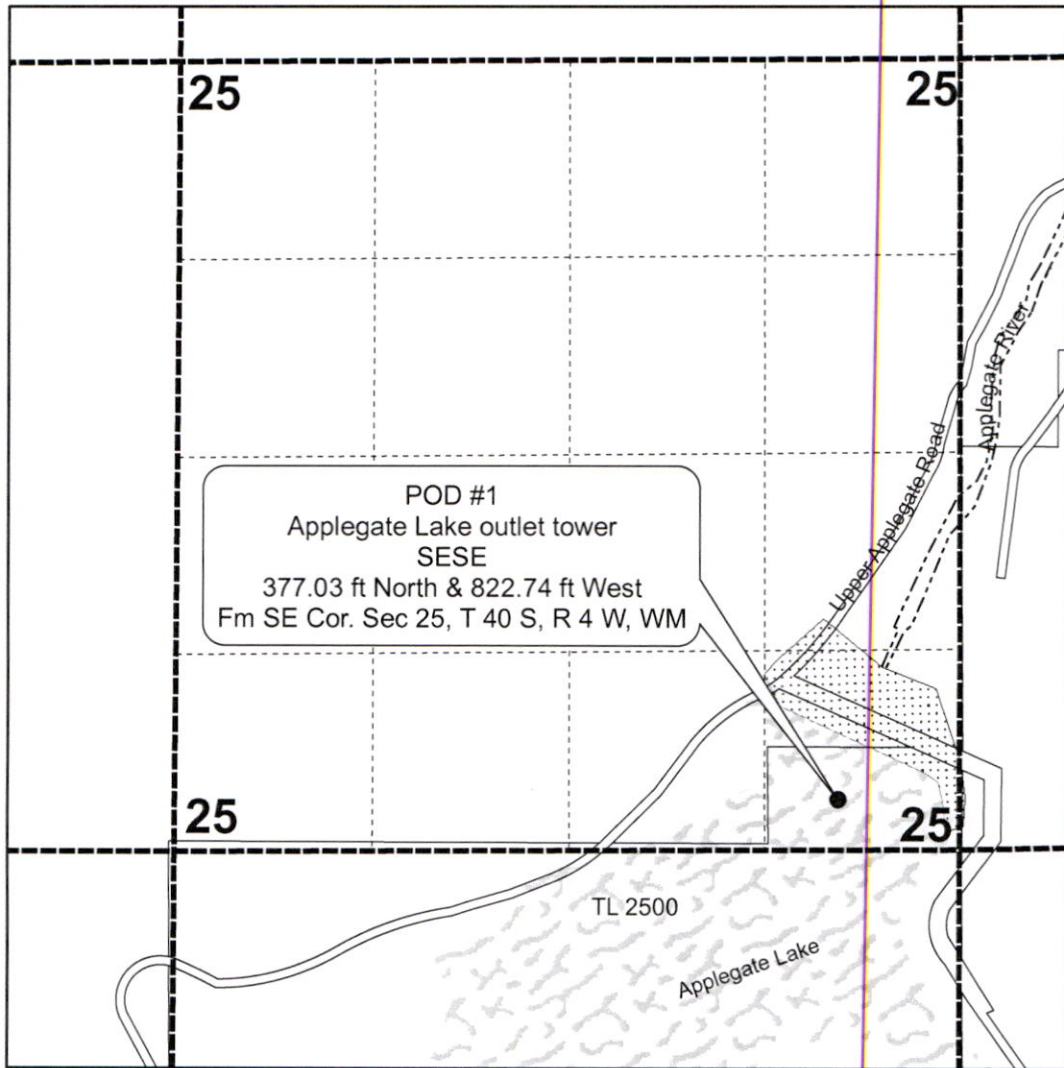 25
25
Applegate River
Upper Applegate Road
POD #1
Applegate Lake outlet tower
SESE
377.03 ft North & 822.74 ft West
Fm SE Cor. Sec 25, T 40 S, R 4 W, WM
25
25
TL 2500
Applegate Lake